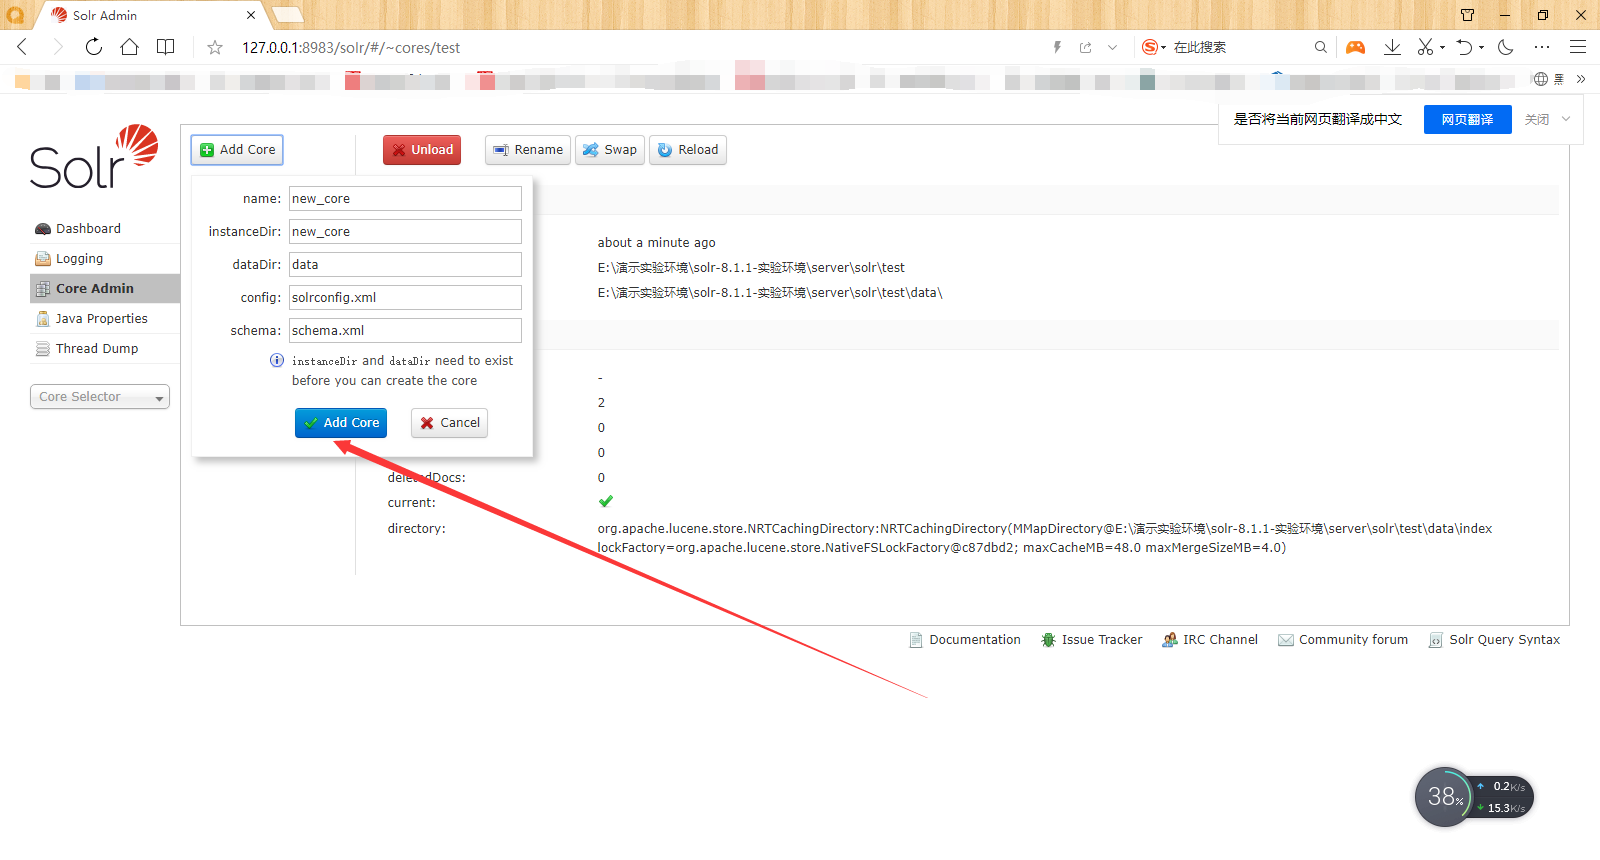 Solr Admin
127.0.0.1:8983/solr/#/~cores/test
在此搜索
黑
是否将当前网页翻译成中文 网页翻译 关闭
Solr
Add Core Unload Rename Swap Reload
name: new_core
instanceDir: new_core
dataDir: data
config: solrconfig.xml
schema: schema.xml
instanceDir and dataDir need to exist
before you can create the core
Add Core Cancel
Dashboard
Logging
Core Admin
Java Properties
Thread Dump
Core Selector
about a minute ago
E:\演示实验环境\solr-8.1.1-实验环境\server\solr\test
E:\演示实验环境\solr-8.1.1-实验环境\server\solr\test\data\
-
2
0
0
deletedDocs: 0
current:
directory: org.apache.lucene.store.NRTCachingDirectory:NRTCachingDirectory(MMapDirectory@E:\演示实验环境\solr-8.1.1-实验环境\server\solr\test\data\index
lockFactory=org.apache.lucene.store.NativeFSLockFactory@c87dbd2; maxCacheMB=48.0 maxMergeSizeMB=4.0)
Documentation Issue Tracker IRC Channel Community forum Solr Query Syntax
38%
0.2K/s
15.3K/s